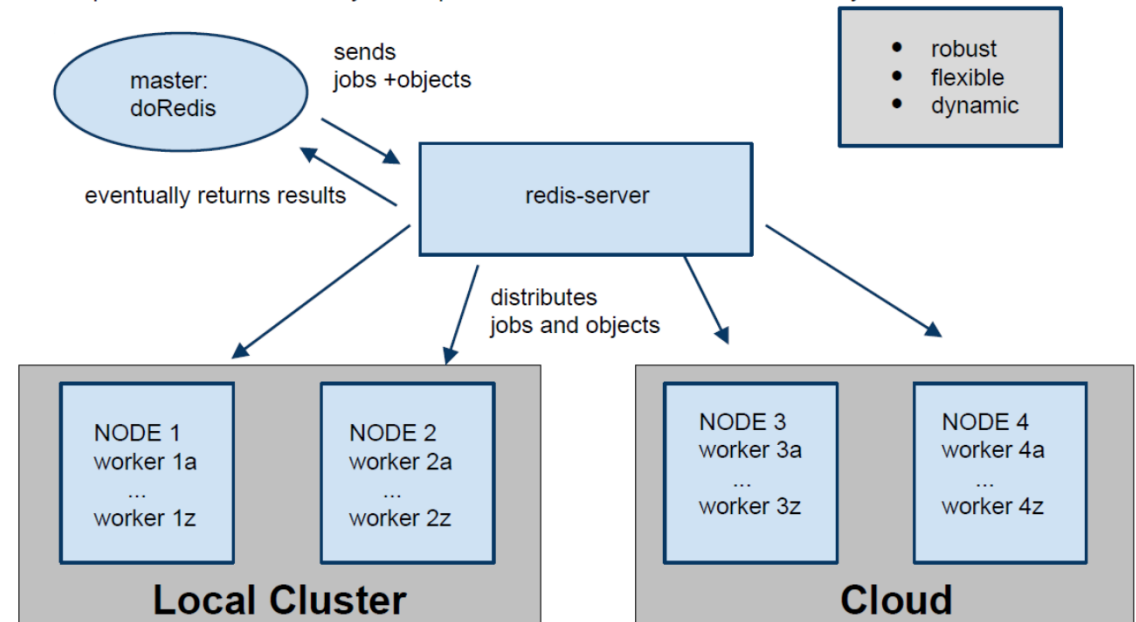 sends
jobs +objects
master:
doRedis
• robust
• flexible
• dynamic
eventually returns results
redis-server
distributes
jobs and objects
NODE 1
worker 1a
...
worker 1z
NODE 2
worker 2a
...
worker 2z
NODE 3
worker 3a
...
worker 3z
NODE 4
worker 4a
...
worker 4z
Local Cluster
Cloud